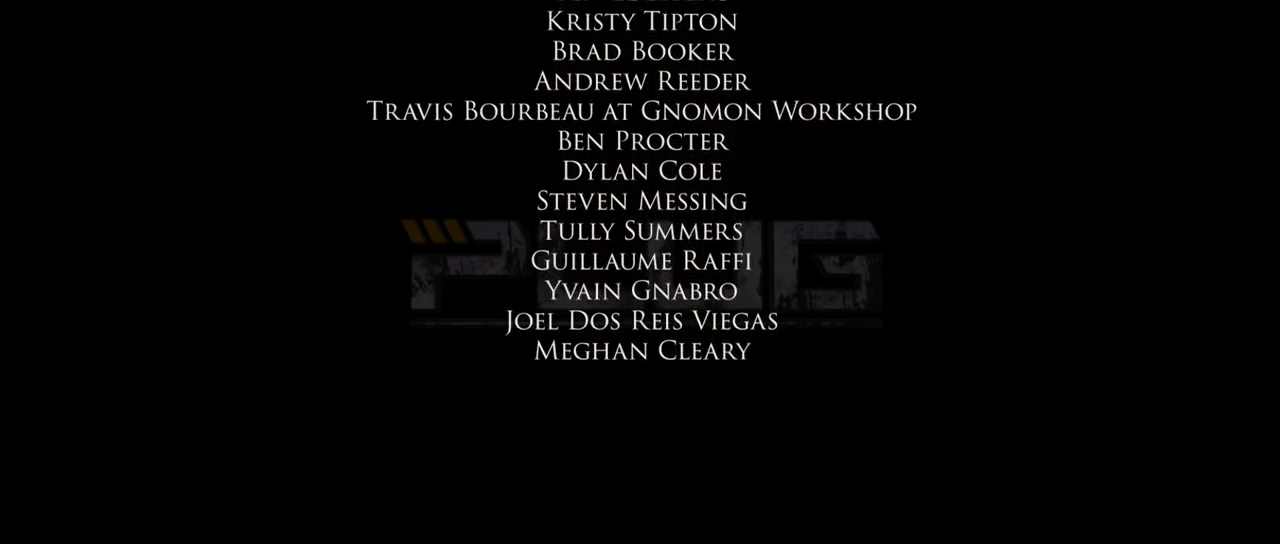 Kristy Tipton
Brad Booker
Andrew Reeder
Travis Bourbeau at Gnomon Workshop
Ben Procter
Dylan Cole
Steven Messing
Tully Summers
Guillaume Raffi
Yvain Gnabro
Joel Dos Reis Viegas
Meghan Cleary